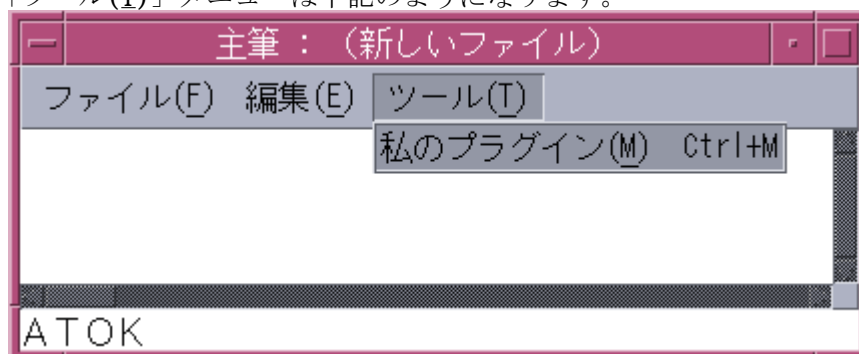 「ツール(T)」メニューは下記のようになります。
主筆：（新しいファイル）
ファイル(F) 編集(E) ツール(T)
私のプラグイン(M) Ctrl+M
ATOK